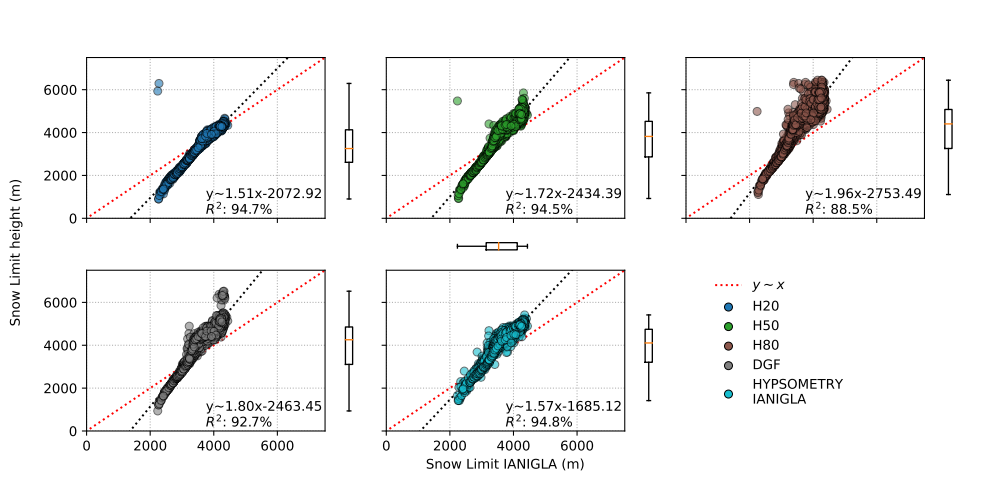 6000
4000
2000
0
y~1.51x-2072.92
R²: 94.7%
y~1.72x-2434.39
R²: 94.5%
y~1.96x-2753.49
R²: 88.5%
Snow Limit height (m)
6000
4000
2000
0
0 2000 4000 6000
y~1.80x-2463.45
R²: 92.7%
0 2000 4000 6000
y~1.57x-1685.12
R²: 94.8%
Snow Limit IANIGLA (m)
y ~ x
H20
H50
H80
DGF
HYPSOMETRY
IANIGLA